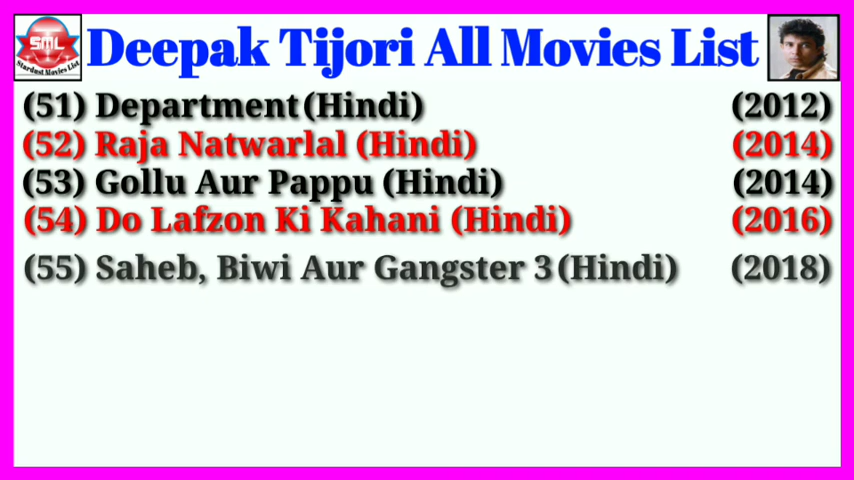 SML
Stardust Movies List
Deepak Tijori All Movies List
(51) Department (Hindi) (2012)
(52) Raja Natwarlal (Hindi) (2014)
(53) Gollu Aur Pappu (Hindi) (2014)
(54) Do Lafzon Ki Kahani (Hindi) (2016)
(55) Saheb, Biwi Aur Gangster 3 (Hindi) (2018)